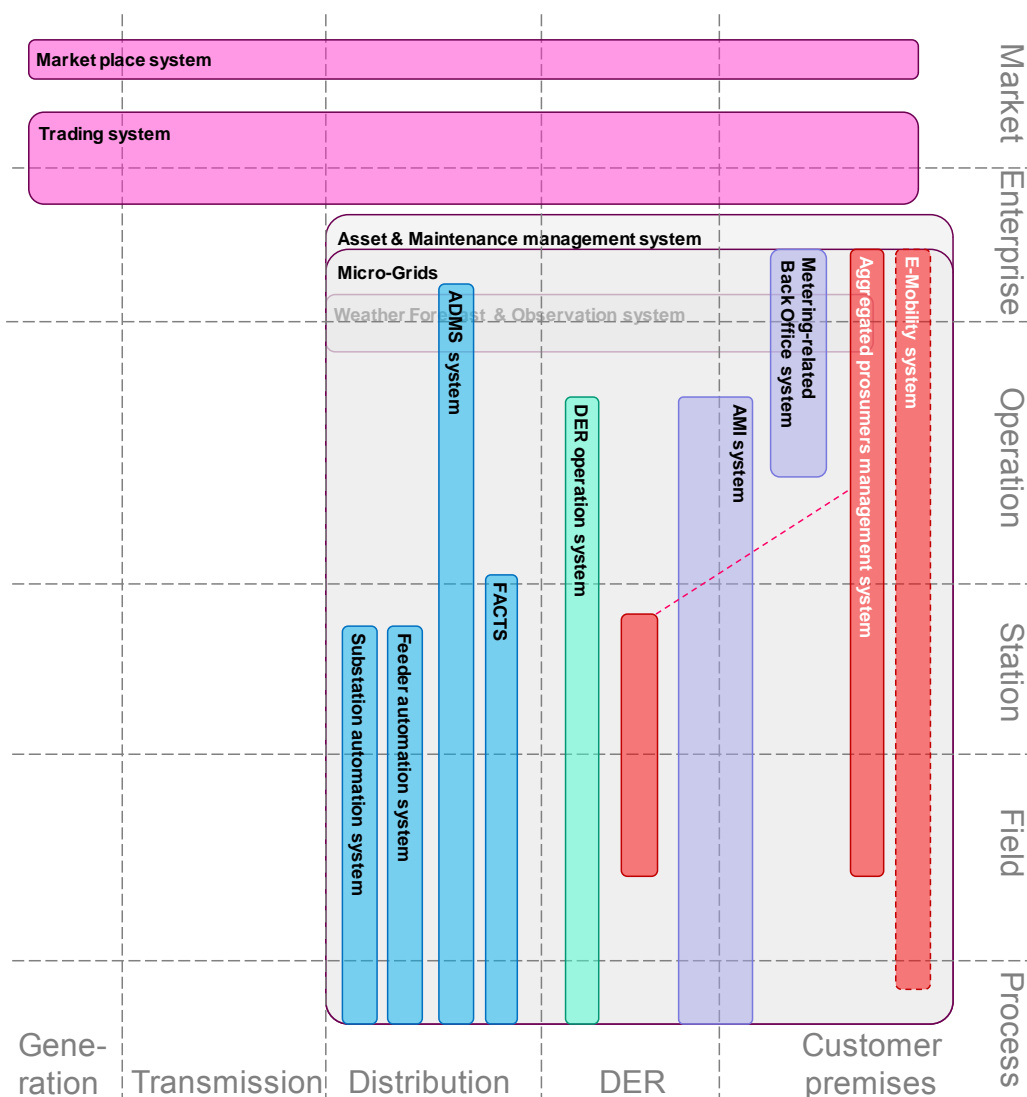 Market place system
Trading system
Asset & Maintenance management system
Micro-Grids
Weather Forecast & Observation system
ADMS system
FACTS
Substation automation system
Feeder automation system
DER operation system
AMI system
Metering-related
Back Office system
Aggregated prosumers management system
E-Mobility system
Market
Enterprise
Operation
Station
Field
Process
Gene-
ration
Transmission
Distribution
DER
Customer
premises